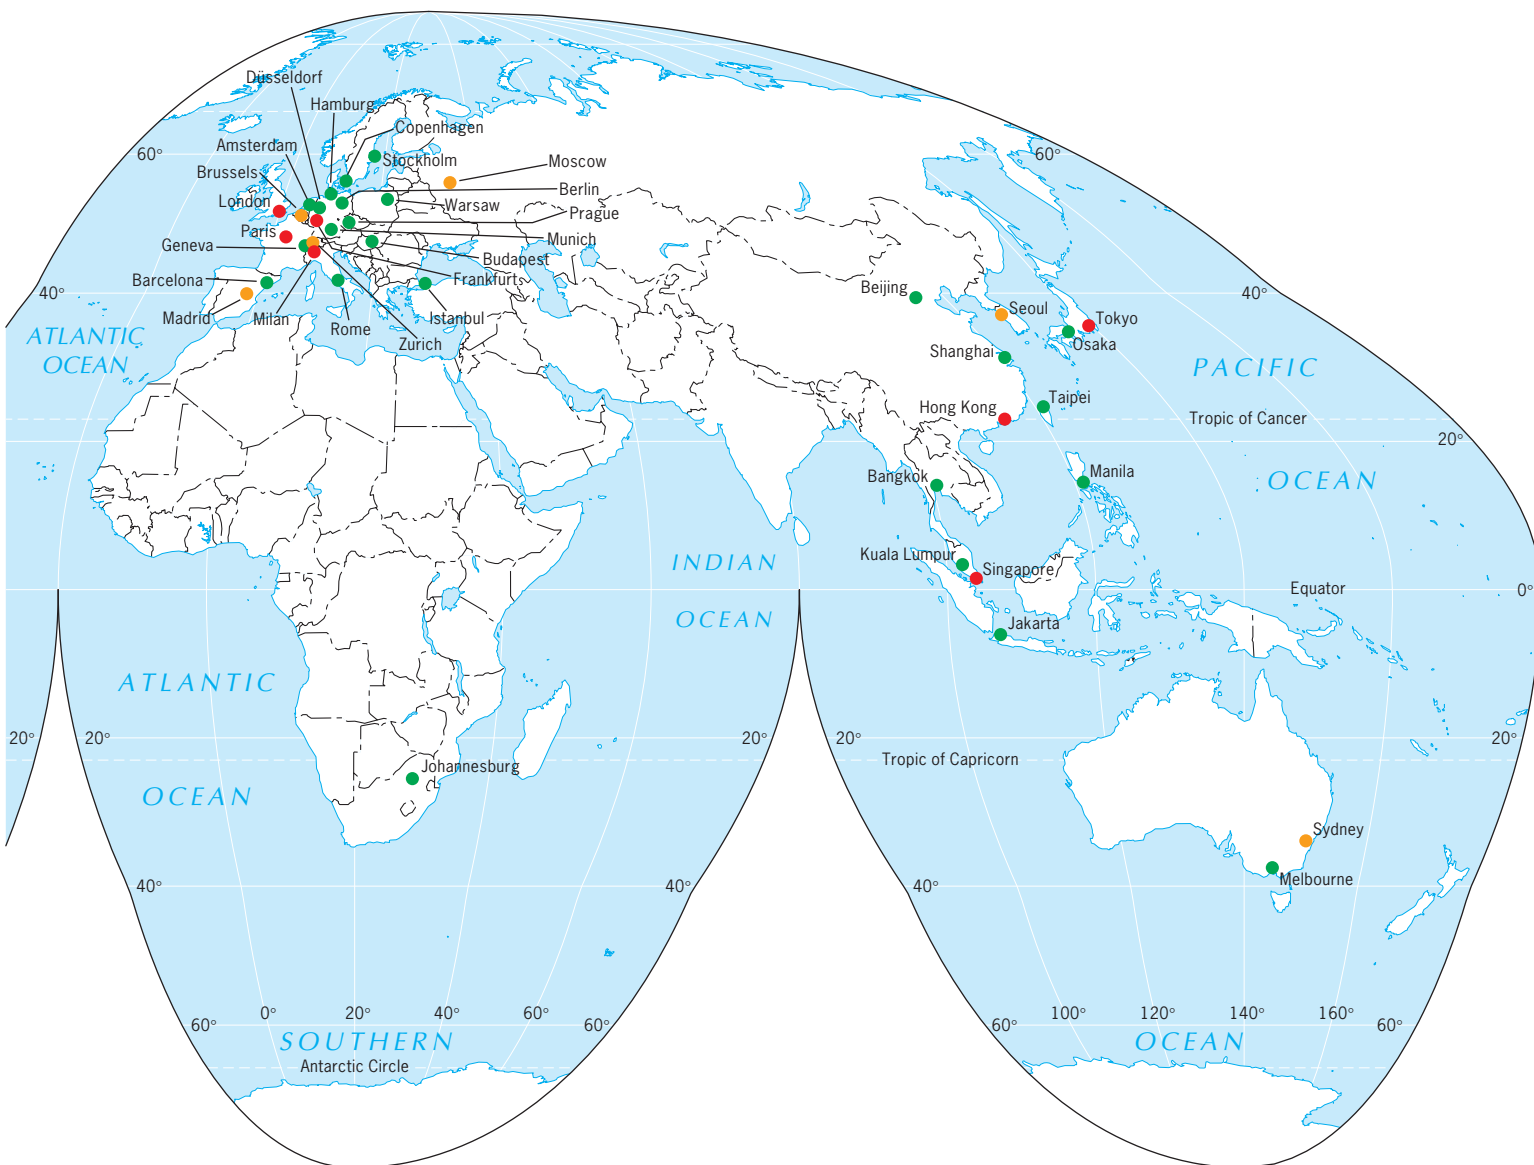 Düsseldorf
Hamburg
Copenhagen
Amsterdam
Stockholm
60°
60°
Moscow
Brussels
Berlin
London
Warsaw
Prague
Paris
Munich
Geneva
Budapest
Barcelona
Frankfurt
Beijing
40°
40°
Madrid
Milan
Rome
Istanbul
Zurich
Seoul
Tokyo
Osaka
ATLANTIC
OCEAN
Shanghai
PACIFIC
Taipei
Hong Kong
Tropic of Cancer
20°
Bangkok
Manila
OCEAN
Kuala Lumpur
Singapore
INDIAN
OCEAN
Equator
0°
Jakarta
ATLANTIC
OCEAN
20°
20°
20°
20°
20°
Tropic of Capricorn
Johannesburg
Sydney
Melbourne
40°
40°
40°
60°
0°
20°
40°
60°
60°
60°
100°
120°
140°
160°
60°
SOUTHERN
OCEAN
Antarctic Circle